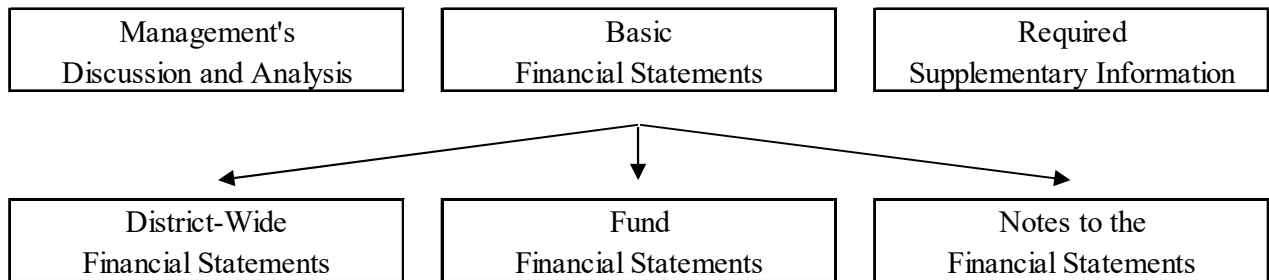 Management's
Discussion and Analysis
Basic
Financial Statements
Required
Supplementary Information
District-Wide
Financial Statements
Fund
Financial Statements
Notes to the
Financial Statements